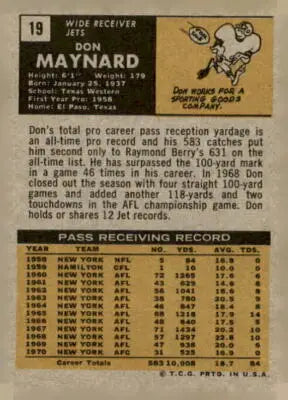 19
WIDE RECEIVER
JETS
DON
MAYNARD
Height: 6'1" Weight: 179
Born: January 25, 1937
School: Texas Western
First Year Pro: 1958
Home: El Paso, Texas
DON WORKS FOR A
SPORTING GOODS
COMPANY.
Don's total pro career pass reception yardage is
an all-time pro record and his 583 catches put
him second only to Raymond Berry's 631 on
the all-time list. He has surpassed the 100-yard mark
in a game 46 times in his career. In 1968 Don
closed out the season with four straight 100-yard
games and added another 118-yards and two
touchdowns in the AFL championship game. Don
holds or shares 12 Jet records.
PASS RECEIVING RECORD
YEAR TEAM NO. YDS. AVG. TDS.
1958 NEW YORK NFL 5 84 16.8 0
1959 HAMILTON CFL 1 10 10.0 0
1960 NEW YORK AFL 72 1265 17.6 6
1961 NEW YORK AFL 43 629 14.6 8
1962 NEW YORK AFL 56 1041 18.6 8
1963 NEW YORK AFL 38 780 20.5 9
1964 NEW YORK AFL 46 847 18.4 8
1965 NEW YORK AFL 68 1218 17.9 14
1966 NEW YORK AFL 48 840 17.5 5
1967 NEW YORK AFL 71 1434 20.2 10
1968 NEW YORK AFL 57 1297 22.8 10
1969 NEW YORK AFL 47 938 20.0 6
1970 NEW YORK AFC 31 525 16.9 0
Career Totals 583 10,908 18.7 84
© T.C.G. PRTD. IN U.S.A.